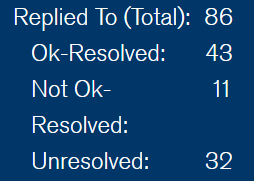 Replied To (Total): 86
Ok-Resolved: 43
Not Ok- 11
Resolved:
Unresolved: 32